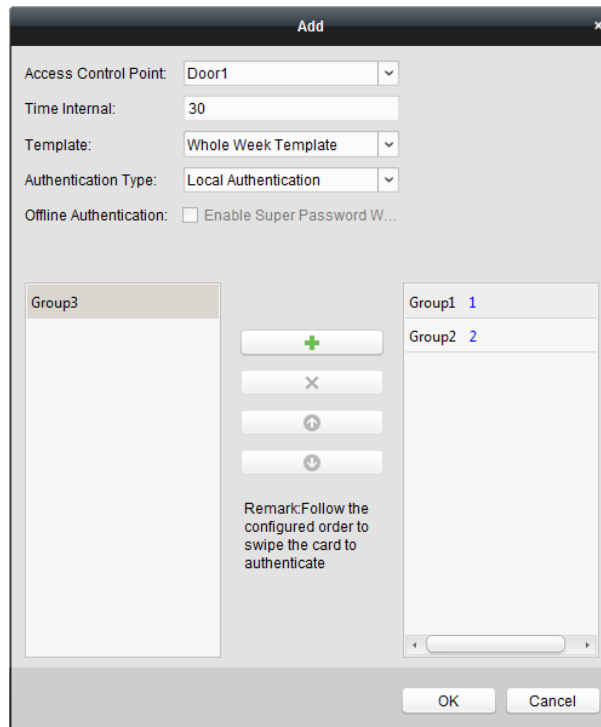 Add
Access Control Point: Door1
Time Internal: 30
Template: Whole Week Template
Authentication Type: Local Authentication
Offline Authentication: Enable Super Password W...
Group3
Group1 1
Group2 2
Remark:Follow the
configured order to
swipe the card to
authenticate
OK Cancel